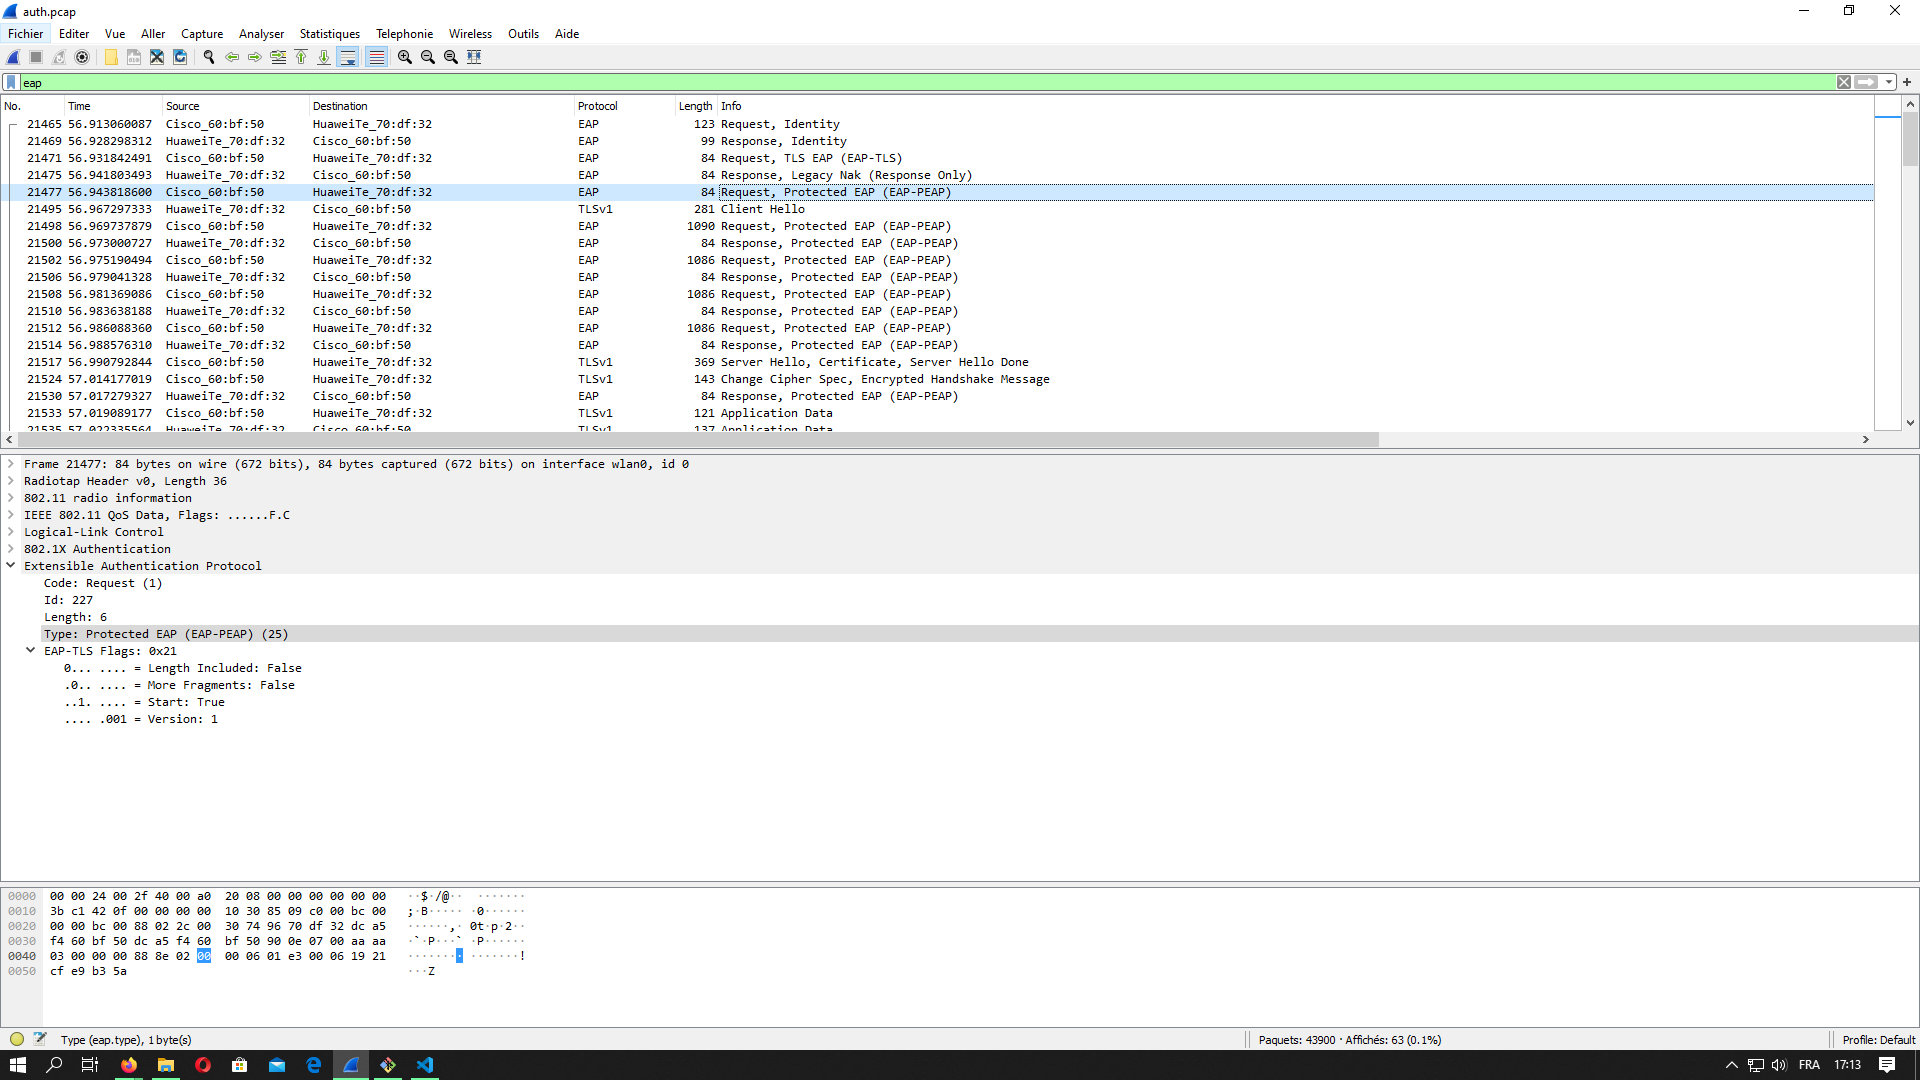 auth.pcap
Fichier Editer Vue Aller Capture Analyser Statistiques Telephonie Wireless Outils Aide
eap
No. Time Source Destination Protocol Length Info
21465 56.913060087 Cisco_60:bf:50 HuaweiTe_70:df:32 EAP 123 Request, Identity
21469 56.928298312 HuaweiTe_70:df:32 Cisco_60:bf:50 EAP 99 Response, Identity
21471 56.931842491 Cisco_60:bf:50 HuaweiTe_70:df:32 EAP 84 Request, TLS EAP (EAP-TLS)
21475 56.941803493 HuaweiTe_70:df:32 Cisco_60:bf:50 EAP 84 Response, Legacy Nak (Response Only)
21477 56.943818600 Cisco_60:bf:50 HuaweiTe_70:df:32 EAP 84 Request, Protected EAP (EAP-PEAP)
21495 56.967297333 HuaweiTe_70:df:32 Cisco_60:bf:50 TLSv1 281 Client Hello
21498 56.969737879 Cisco_60:bf:50 HuaweiTe_70:df:32 EAP 1090 Request, Protected EAP (EAP-PEAP)
21500 56.973000727 HuaweiTe_70:df:32 Cisco_60:bf:50 EAP 84 Response, Protected EAP (EAP-PEAP)
21502 56.975190494 Cisco_60:bf:50 HuaweiTe_70:df:32 EAP 1086 Request, Protected EAP (EAP-PEAP)
21506 56.979041328 HuaweiTe_70:df:32 Cisco_60:bf:50 EAP 84 Response, Protected EAP (EAP-PEAP)
21508 56.981369086 Cisco_60:bf:50 HuaweiTe_70:df:32 EAP 1086 Request, Protected EAP (EAP-PEAP)
21510 56.983638188 HuaweiTe_70:df:32 Cisco_60:bf:50 EAP 84 Response, Protected EAP (EAP-PEAP)
21512 56.986088360 Cisco_60:bf:50 HuaweiTe_70:df:32 EAP 1086 Request, Protected EAP (EAP-PEAP)
21514 56.988576310 HuaweiTe_70:df:32 Cisco_60:bf:50 EAP 84 Response, Protected EAP (EAP-PEAP)
21517 56.990792844 Cisco_60:bf:50 HuaweiTe_70:df:32 TLSv1 369 Server Hello, Certificate, Server Hello Done
21524 57.014177019 Cisco_60:bf:50 HuaweiTe_70:df:32 TLSv1 143 Change Cipher Spec, Encrypted Handshake Message
21530 57.017279327 HuaweiTe_70:df:32 Cisco_60:bf:50 EAP 84 Response, Protected EAP (EAP-PEAP)
21533 57.019089177 Cisco_60:bf:50 HuaweiTe_70:df:32 TLSv1 121 Application Data
21535 57.022335564 HuaweiTe_70:df:32 Cisco_60:bf:50 TLSv1 137 Application Data
Frame 21477: 84 bytes on wire (672 bits), 84 bytes captured (672 bits) on interface wlan0, id 0
Radiotap Header v0, Length 36
802.11 radio information
IEEE 802.11 QoS Data, Flags: ......F.C
Logical-Link Control
802.1X Authentication
Extensible Authentication Protocol
Code: Request (1)
Id: 227
Length: 6
Type: Protected EAP (EAP-PEAP) (25)
EAP-TLS Flags: 0x21
0... .... = Length Included: False
.0.. .... = More Fragments: False
..1. .... = Start: True
.... .001 = Version: 1
0000 00 00 24 00 2f 40 00 a0 20 08 00 00 00 00 00 00 ··$·/@·· ·······
0010 3b c1 42 0f 00 00 00 00 10 30 85 09 c0 00 bc 00 ;·B····· ·0······
0020 00 00 bc 00 88 02 2c 00 30 74 96 70 df 32 dc a5 ······,· 0t·p·2··
0030 f4 60 bf 50 dc a5 f4 60 bf 50 90 0e 07 00 aa aa ·`·P···` ·P······
0040 03 00 00 00 88 8e 02 00 00 06 01 e3 00 06 19 21 ········ ·······!
0050 cf e9 b3 5a ···Z
Type (eap.type), 1 byte(s) Paquets: 43900 · Affichés: 63 (0.1%) Profile: Default
FRA 17:13